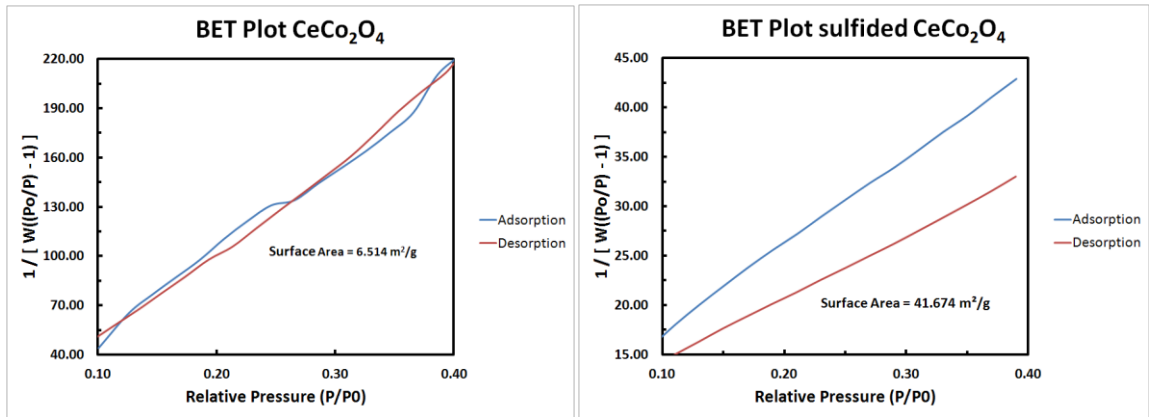 BET Plot CeCo₂O₄
220.00
190.00
160.00
130.00
100.00
70.00
40.00
1 / [ W((Po/P) - 1) ]
0.10 0.20 0.30 0.40
Relative Pressure (P/P0)
Surface Area = 6.514 m²/g
Adsorption
Desorption
BET Plot sulfided CeCo₂O₄
45.00
40.00
35.00
30.00
25.00
20.00
15.00
1 / [ W((Po/P) - 1) ]
0.10 0.20 0.30 0.40
Relative Pressure (P/P0)
Surface Area = 41.674 m²/g
Adsorption
Desorption